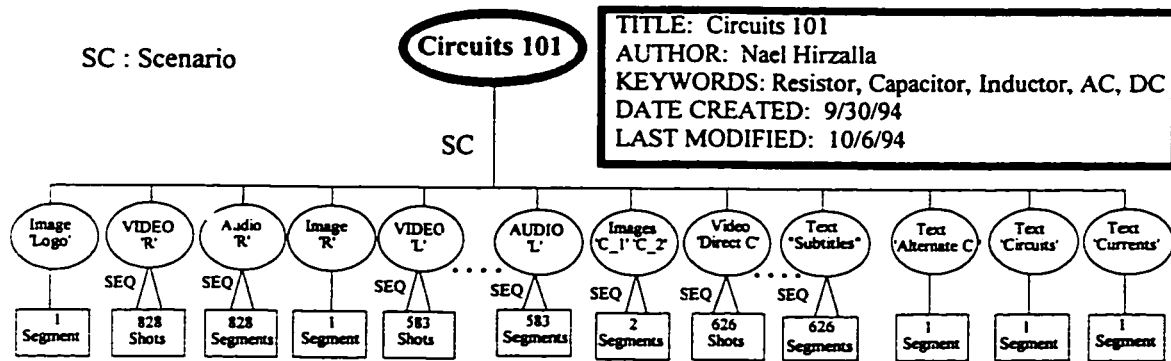 SC : Scenario
Circuits 101
TITLE: Circuits 101
AUTHOR: Nael Hirzalla
KEYWORDS: Resistor, Capacitor, Inductor, AC, DC
DATE CREATED: 9/30/94
LAST MODIFIED: 10/6/94
SC
Image
'Logo'
VIDEO
'R'
Audio
'R'
Image
'R'
VIDEO
'L'
AUDIO
'L'
Images
'C_1' 'C_2'
Video
'Direct C'
Text
"Subtitles"
Text
'Alternate C'
Text
'Circuits'
Text
'Currents'
SEQ
SEQ
SEQ
SEQ
SEQ
SEQ
SEQ
1
Segment
828
Shots
828
Segments
1
Segment
583
Shots
583
Segments
2
Segments
626
Shots
626
Segments
1
Segment
1
Segment
1
Segment